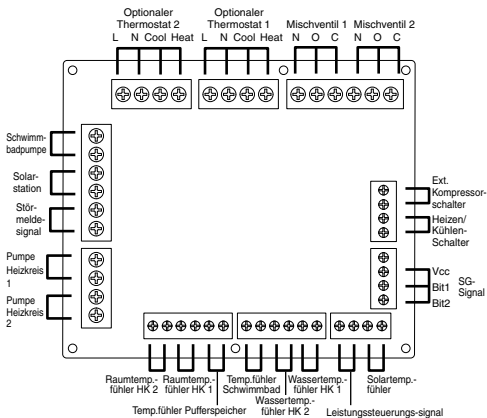 Optionaler Thermostat 2
L N Cool Heat
Optionaler Thermostat 1
L N Cool Heat
Mischventil 1
N O C
Mischventil 2
N O C
Schwimm-
badpumpe
Solar-
station
Stör-
melde-
signal
Pumpe
Heizkreis
1
Pumpe
Heizkreis
2
Ext.
Kompressor-
schalter
Heizen/
Kühlen-
Schalter
Vcc
Bit1
Bit2
SG-
Signal
Raumtemp.-
fühler HK 2
Raumtemp.-
fühler HK 1
Temp.fühler Pufferspeicher
Temp.fühler
Schwimmbad
Wassertemp.-
fühler HK 2
Wassertemp.-
fühler HK 1
Leistungssteuerungs-signal
Solartemp.-
fühler